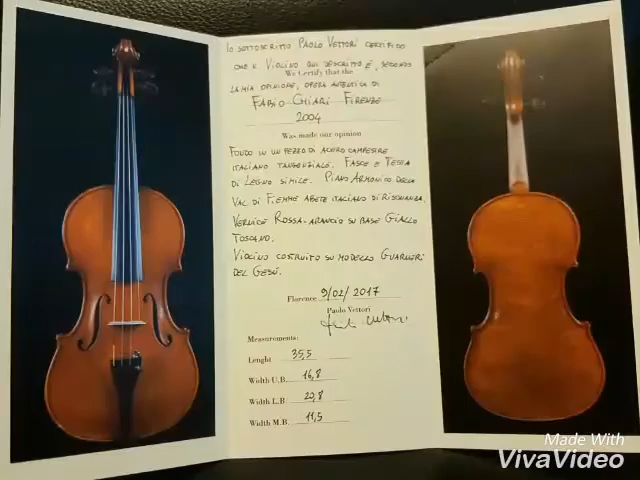 IO SOTTOSCRITTO PAOLO VETTORI CERTIFICO
CHE IL VIOLINO QUI DESCRITTO È, SECONDO
We Certify that the
LA MIA OPINIONE, OPERA AUTENTICA DI
FABIO CHIARI FIRENZE
2004
Was made our opinion
FONDO IN UN PEZZO DI ACERO CAMPESTRE
ITALIANO TANGENZIALE. FASCE E TESTA
DI LEGNO SIMILE. PIANO ARMONICO DELLA
VAL DI FIEMME ABETE ITALIANO DI RISONANZA.
VERNICE ROSSA-ARANCIO SU BASE GIALLO
TOSCANO.
VIOLINO COSTRUITO SU MODELLO GUARNERI
DEL GESÙ.
Florence 9/02/2017
Paolo Vettori
Measurements:
Lenght 35,5
Width U.B. 16,8
Width L.B. 20,8
Width M.B. 11,5
Made With
VivaVideo